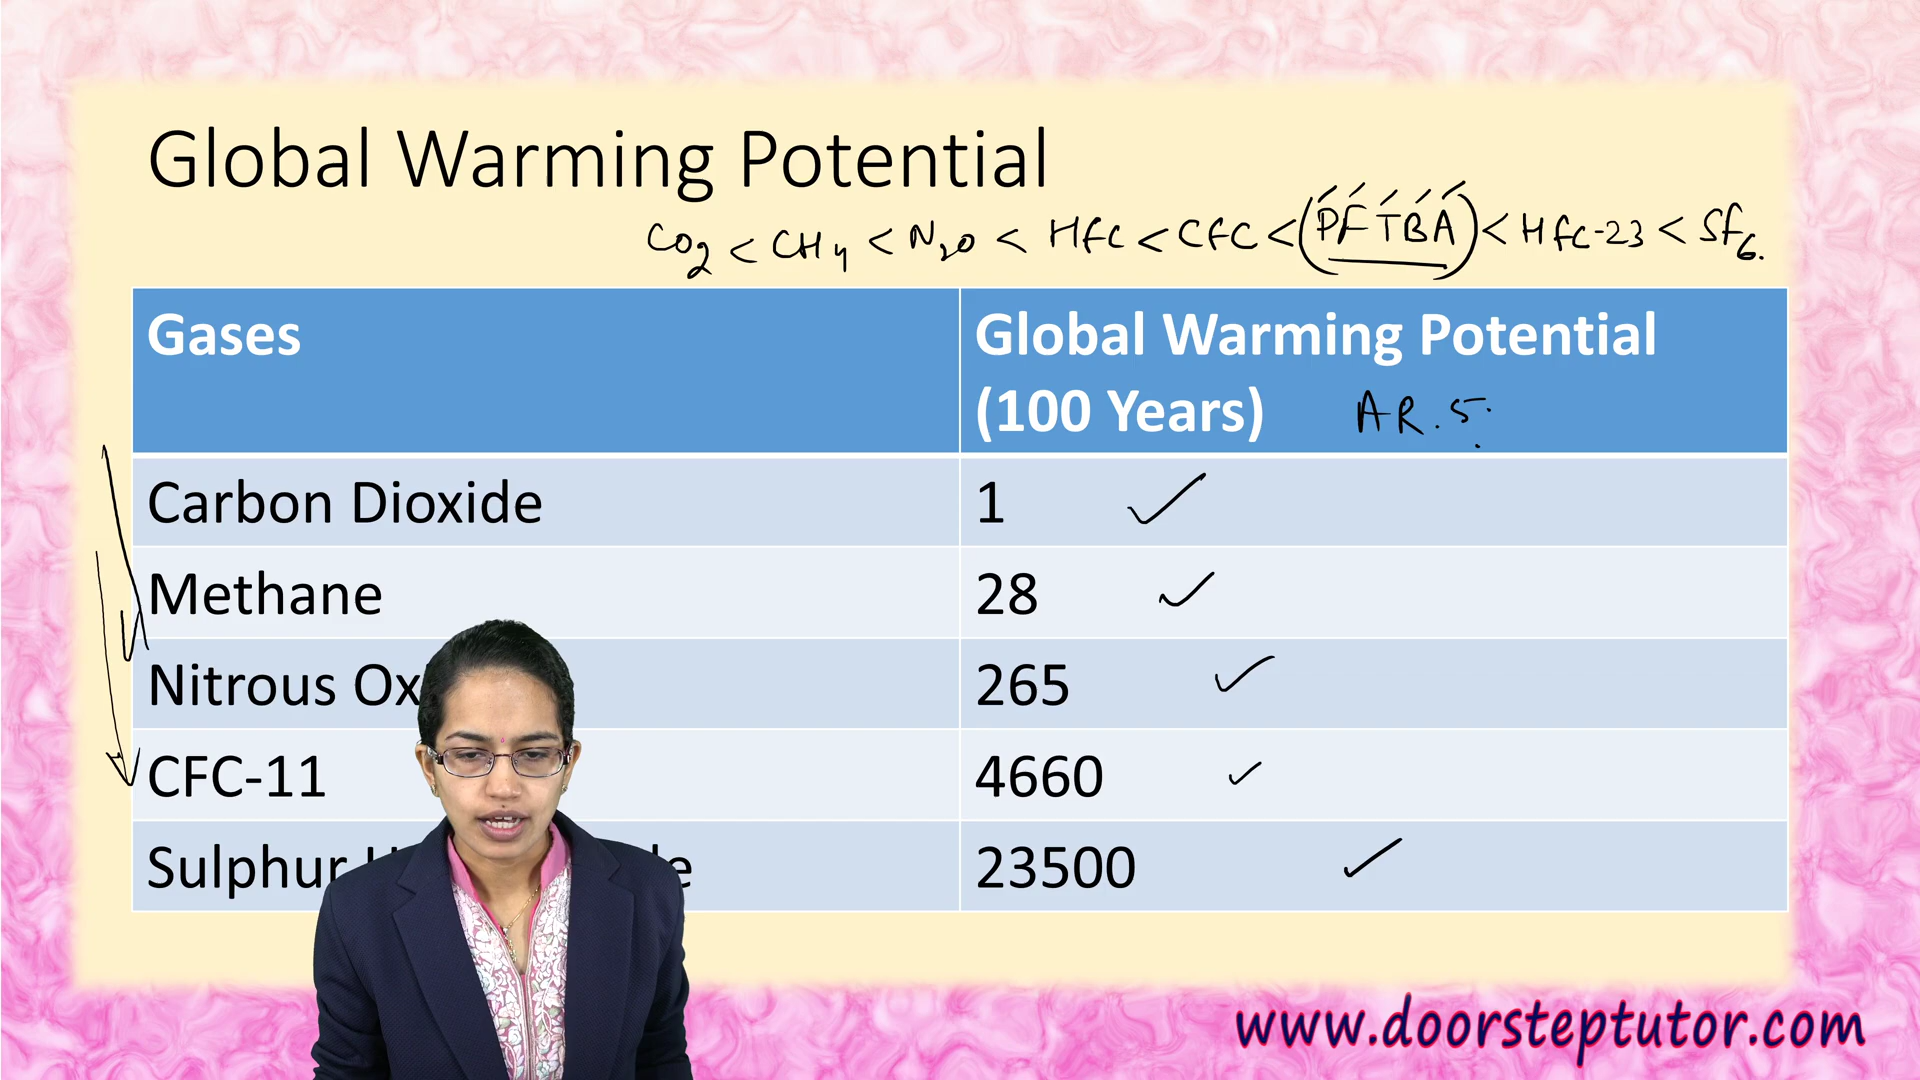 Global Warming Potential
CO2 < CH4 < N2O < HFC < CFC < (PFTBA) < HFC-23 < SF6.
Gases
Global Warming Potential
(100 Years) AR.5.
Carbon Dioxide
1
Methane
28
Nitrous Ox
265
CFC-11
4660
Sulphur
23500
www.doorsteptutor.com